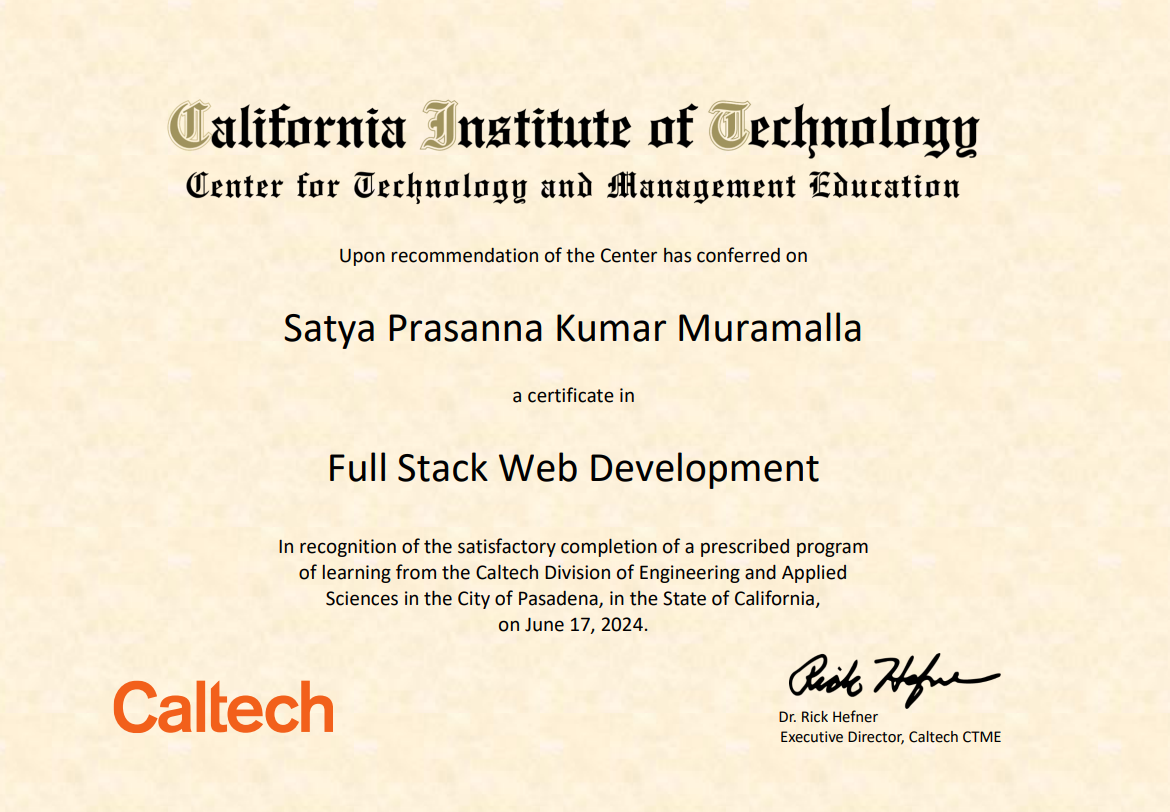 California Institute of Technology
Center for Technology and Management Education
Upon recommendation of the Center has conferred on
Satya Prasanna Kumar Muramalla
a certificate in
Full Stack Web Development
In recognition of the satisfactory completion of a prescribed program
of learning from the Caltech Division of Engineering and Applied
Sciences in the City of Pasadena, in the State of California,
on June 17, 2024.
Caltech
Rick Hefner
Dr. Rick Hefner
Executive Director, Caltech CTME